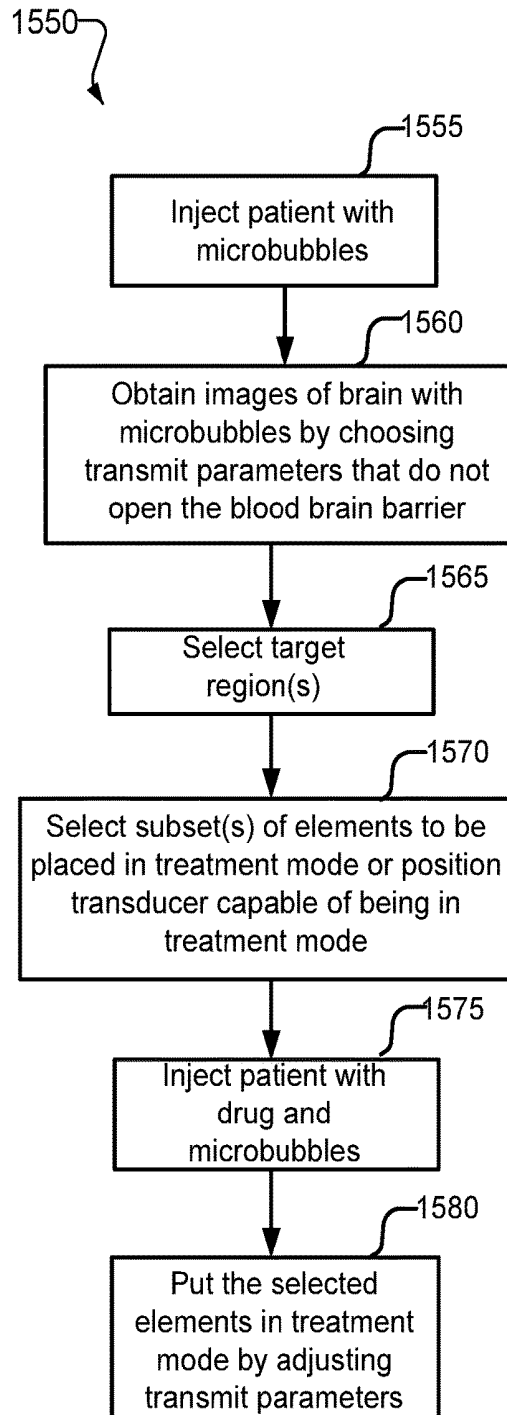 1550
1555
Inject patient with
microbubbles
1560
Obtain images of brain with
microbubbles by choosing
transmit parameters that do not
open the blood brain barrier
1565
Select target
region(s)
1570
Select subset(s) of elements to be
placed in treatment mode or position
transducer capable of being in
treatment mode
1575
Inject patient with
drug and
microbubbles
1580
Put the selected
elements in treatment
mode by adjusting
transmit parameters